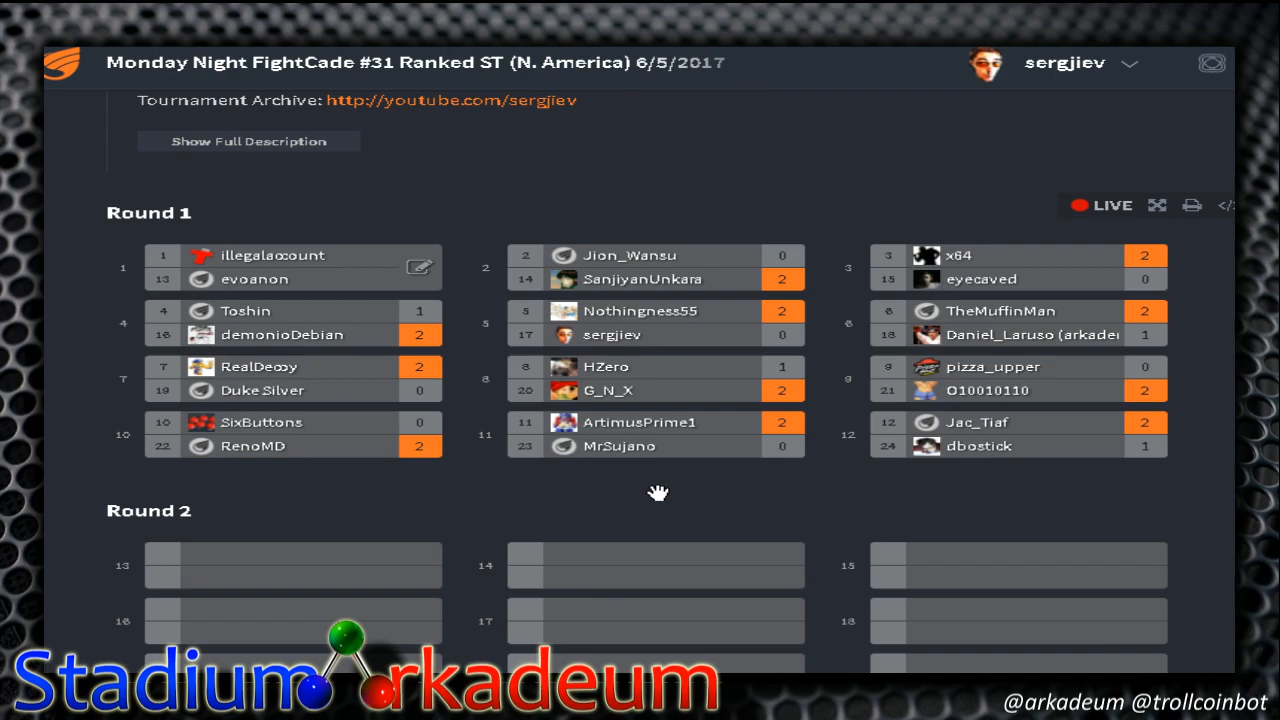 Monday Night FightCade #31 Ranked ST (N. America) 6/5/2017
sergjiev
Tournament Archive: http://youtube.com/sergjiev
Show Full Description
LIVE
Round 1
1
1 illegalaccount
13 evoanon
2
2 Jion_Wansu 0
14 SanjiyanUnkara 2
3
3 x64 2
15 eyecaved 0
4
4 Toshin 1
16 demonioDebian 2
5
5 Nothingness55 2
17 sergjiev 0
6
6 TheMuffinMan 2
18 Daniel_Laruso (arkade 1
7
7 RealDeoxy 2
19 Duke Silver 0
8
8 HZero 1
20 G_N_X 2
9
9 pizza_upper 0
21 O10010110 2
10
10 SixButtons 0
22 RenoMD 2
11
11 ArtimusPrime1 2
23 MrSujano 0
12
12 Jac_Tiaf 2
24 dbostick 1
Round 2
13
14
15
16
17
18
Stadium Arkadeum
@arkadeum @trollcoinbot